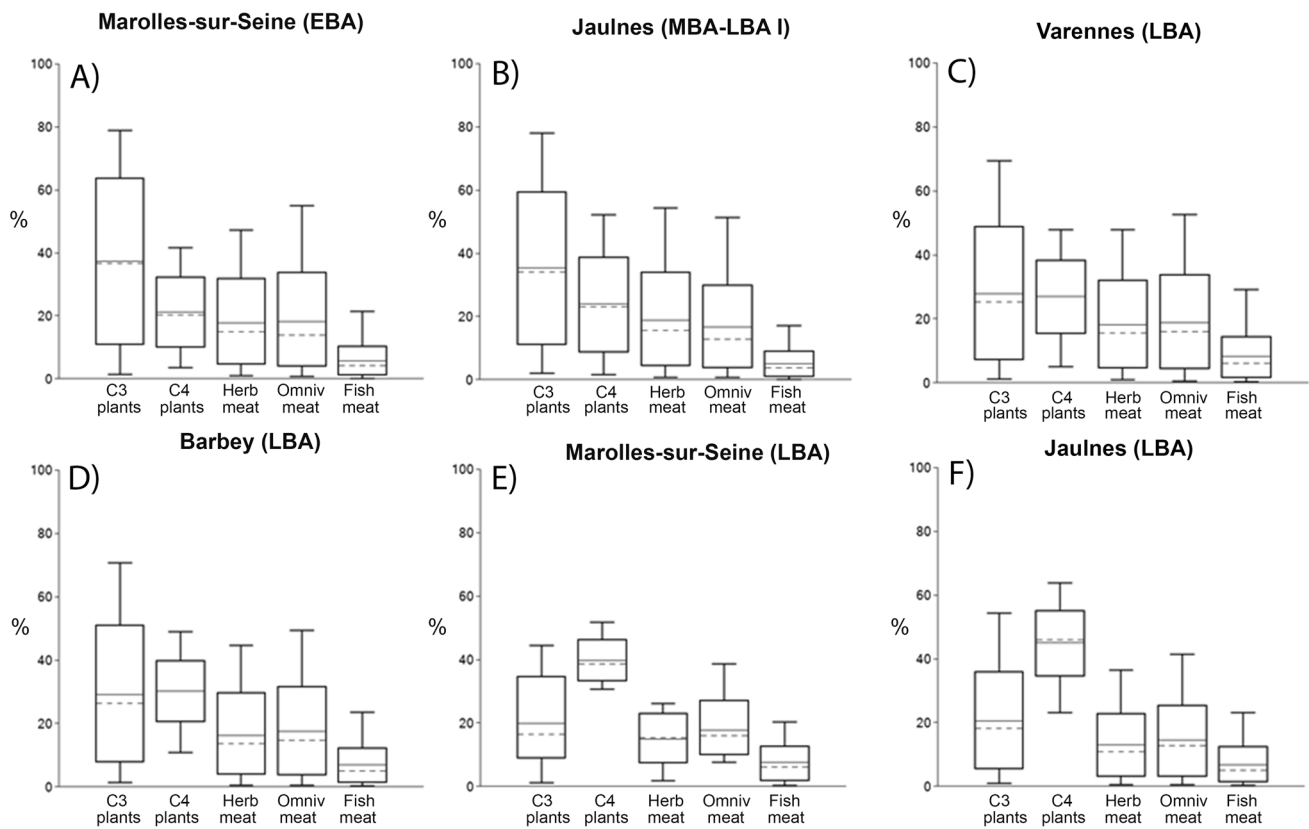 Marolles-sur-Seine (EBA)
A)
100
80
60
%
40
20
0
C3 plants
C4 plants
Herb meat
Omniv meat
Fish meat
Jaulnes (MBA-LBA I)
B)
100
80
60
%
40
20
0
C3 plants
C4 plants
Herb meat
Omniv meat
Fish meat
Varennes (LBA)
C)
100
80
60
%
40
20
0
C3 plants
C4 plants
Herb meat
Omniv meat
Fish meat
Barbey (LBA)
D)
100
80
60
%
40
20
0
C3 plants
C4 plants
Herb meat
Omniv meat
Fish meat
Marolles-sur-Seine (LBA)
E)
100
80
60
%
40
20
0
C3 plants
C4 plants
Herb meat
Omniv meat
Fish meat
Jaulnes (LBA)
F)
100
80
60
%
40
20
0
C3 plants
C4 plants
Herb meat
Omniv meat
Fish meat